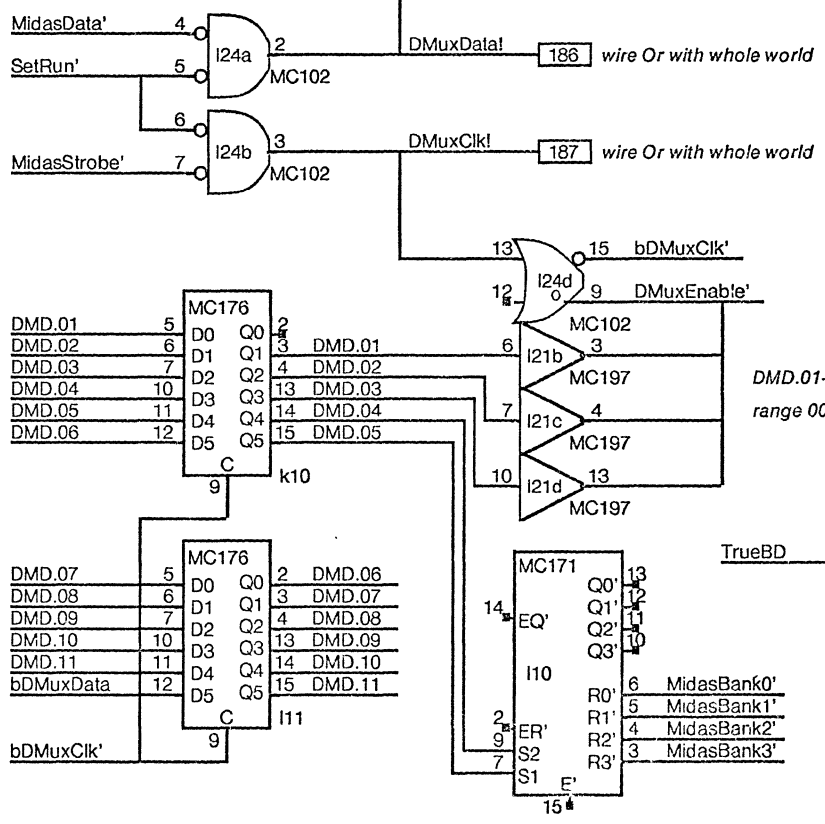 MidasData' 4
I24a 2 DMuxData! 186 wire Or with whole world
SetRun' 5 MC102
6
I24b 3 DMuxClk! 187 wire Or with whole world
MidasStrobe' 7 MC102
13 I24d 15 bDMuxClk'
12 9 DMuxEnable'
MC102
MC176
DMD.01 5 D0 Q0 2
DMD.02 6 D1 Q1 3 DMD.01 6 I21b 3
DMD.03 7 D2 Q2 4 DMD.02 MC197
DMD.04 10 D3 Q3 13 DMD.03
DMD.05 11 D4 Q4 14 DMD.04 7 I21c 4
DMD.06 12 D5 Q5 15 DMD.05 MC197
C
9 k10
10 I21d 13
MC197
DMD.01-
range 00
MC176
DMD.07 5 D0 Q0 2 DMD.06
DMD.08 6 D1 Q1 3 DMD.07
DMD.09 7 D2 Q2 4 DMD.08
DMD.10 10 D3 Q3 13 DMD.09
DMD.11 11 D4 Q4 14 DMD.10
bDMuxData 12 D5 Q5 15 DMD.11
C
9 l11
bDMuxClk'
TrueBD
MC171
Q0' 13
Q1' 12
14 EQ' Q2' 11
Q3' 10
l10
R0' 6 MidasBank0'
R1' 5 MidasBank1'
2 ER' R2' 4 MidasBank2'
9 S2 R3' 3 MidasBank3'
7 S1
E'
15